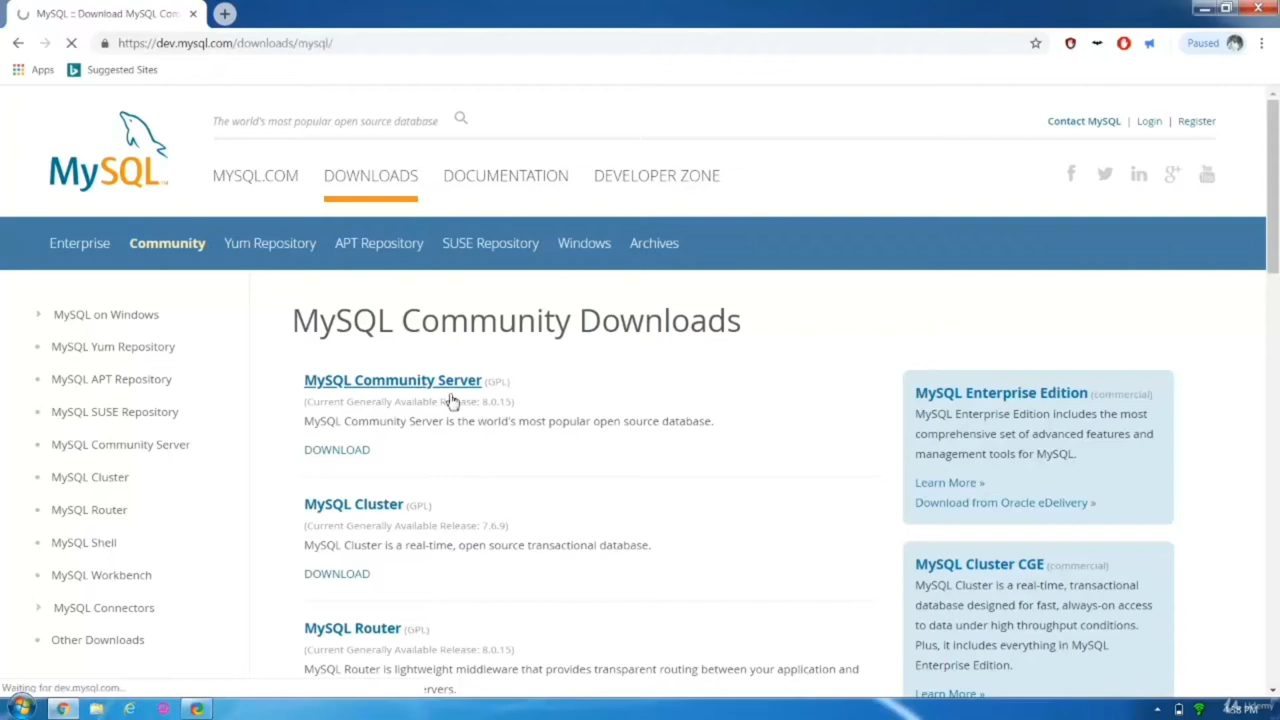 MySQL :: Download MySQL Com
https://dev.mysql.com/downloads/mysql/
Paused
Apps
Suggested Sites
MySQL
The world's most popular open source database
Contact MySQL | Login | Register
MYSQL.COM DOWNLOADS DOCUMENTATION DEVELOPER ZONE
Enterprise Community Yum Repository APT Repository SUSE Repository Windows Archives
MySQL on Windows
MySQL Yum Repository
MySQL APT Repository
MySQL SUSE Repository
MySQL Community Server
MySQL Cluster
MySQL Router
MySQL Shell
MySQL Workbench
MySQL Connectors
Other Downloads
MySQL Community Downloads
MySQL Community Server (GPL)
(Current Generally Available Release: 8.0.15)
MySQL Community Server is the world's most popular open source database.
DOWNLOAD
MySQL Cluster (GPL)
(Current Generally Available Release: 7.6.9)
MySQL Cluster is a real-time, open source transactional database.
DOWNLOAD
MySQL Router (GPL)
(Current Generally Available Release: 8.0.15)
MySQL Router is lightweight middleware that provides transparent routing between your application and
MySQL Enterprise Edition (commercial)
MySQL Enterprise Edition includes the most
comprehensive set of advanced features and
management tools for MySQL.
Learn More »
Download from Oracle eDelivery »
MySQL Cluster CGE (commercial)
MySQL Cluster is a real-time, transactional
database designed for fast, always-on access
to data under high throughput conditions.
Plus, it includes everything in MySQL
Enterprise Edition.
Learn More »
Waiting for dev.mysql.com...
Udemy